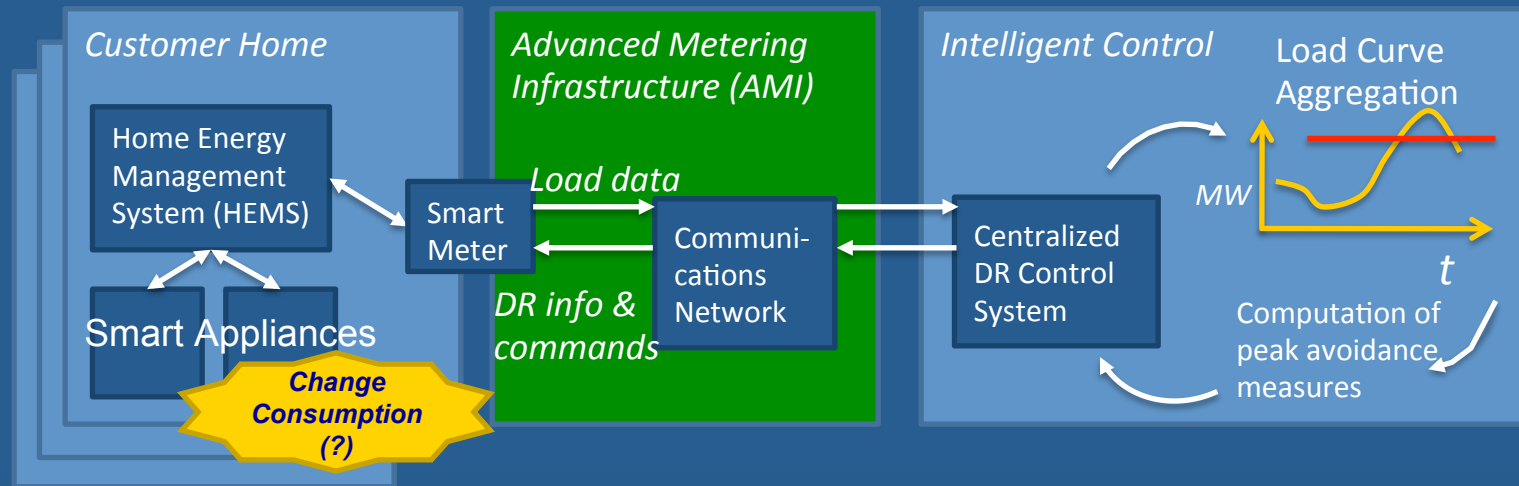 Customer Home
Home Energy
Management
System (HEMS)
Smart Appliances
Change
Consumption
(?)
Smart
Meter
Advanced Metering
Infrastructure (AMI)
Load data
DR info &
commands
Communi-
cations
Network
Intelligent Control
Centralized
DR Control
System
Load Curve
Aggregation
MW
t
Computation of
peak avoidance
measures